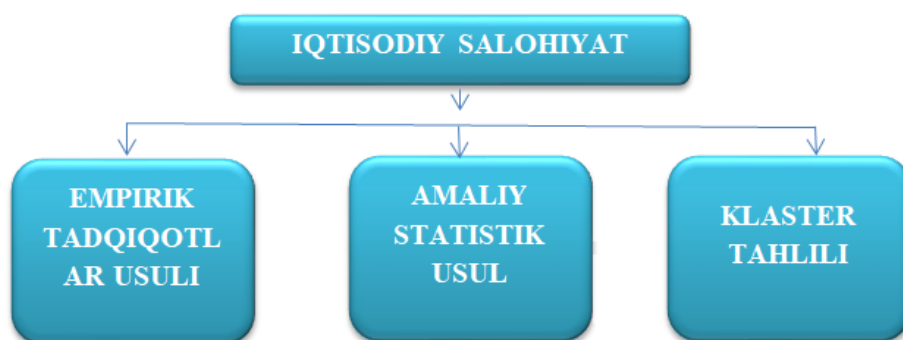 IQTISODIY SALOHIYAT
EMPIRIK
TADQIQOTL
AR USULI
AMALIY
STATISTIK
USUL
KLASTER
TAHLILI